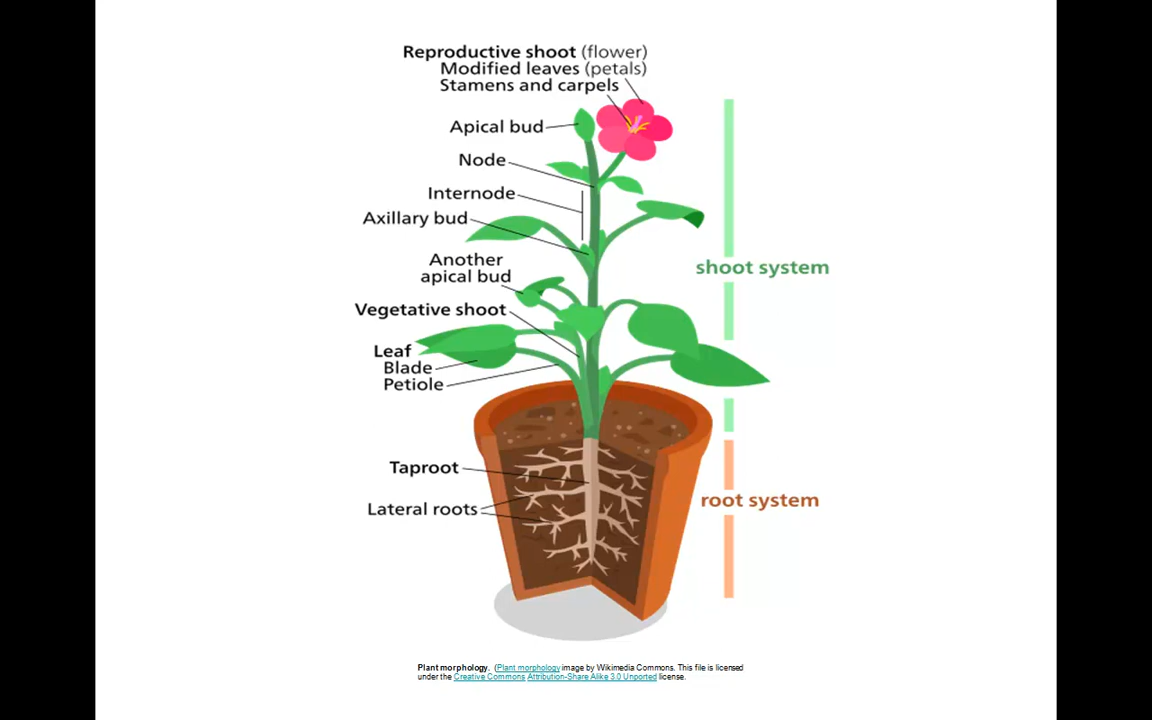 Reproductive shoot (flower)
Modified leaves (petals)
Stamens and carpels
Apical bud
Node
Internode
Axillary bud
Another
apical bud
Vegetative shoot
Leaf
Blade
Petiole
shoot system
Taproot
Lateral roots
root system
Plant morphology. (Plant morphology image by Wikimedia Commons. This file is licensed
under the Creative Commons Attribution-Share Alike 3.0 Unported license.